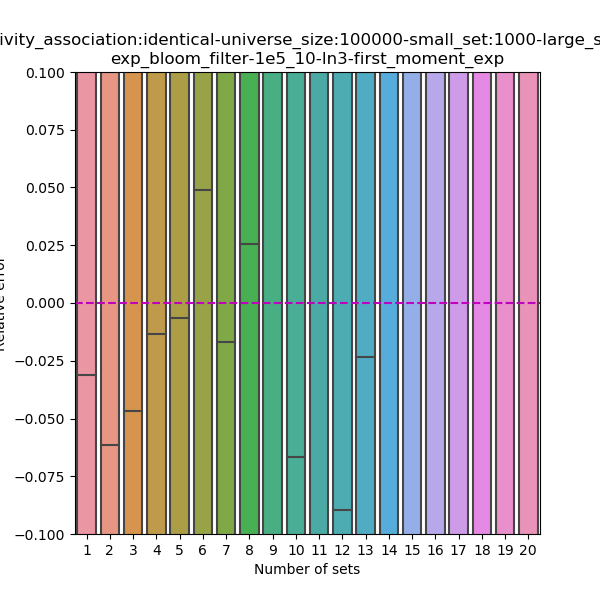 ivity_association:identical-universe_size:100000-small_set:1000-large_s
exp_bloom_filter-1e5_10-ln3-first_moment_exp
0.100
0.075
0.050
0.025
0.000
−0.025
−0.050
−0.075
−0.100
Relative error
1 2 3 4 5 6 7 8 9 10 11 12 13 14 15 16 17 18 19 20
Number of sets